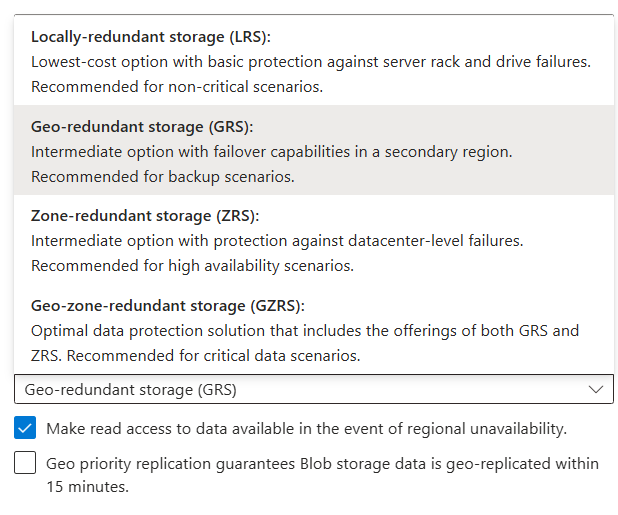 Locally-redundant storage (LRS):
Lowest-cost option with basic protection against server rack and drive failures.
Recommended for non-critical scenarios.
Geo-redundant storage (GRS):
Intermediate option with failover capabilities in a secondary region.
Recommended for backup scenarios.
Zone-redundant storage (ZRS):
Intermediate option with protection against datacenter-level failures.
Recommended for high availability scenarios.
Geo-zone-redundant storage (GZRS):
Optimal data protection solution that includes the offerings of both GRS and
ZRS. Recommended for critical data scenarios.
Geo-redundant storage (GRS)
Make read access to data available in the event of regional unavailability.
Geo priority replication guarantees Blob storage data is geo-replicated within
15 minutes.